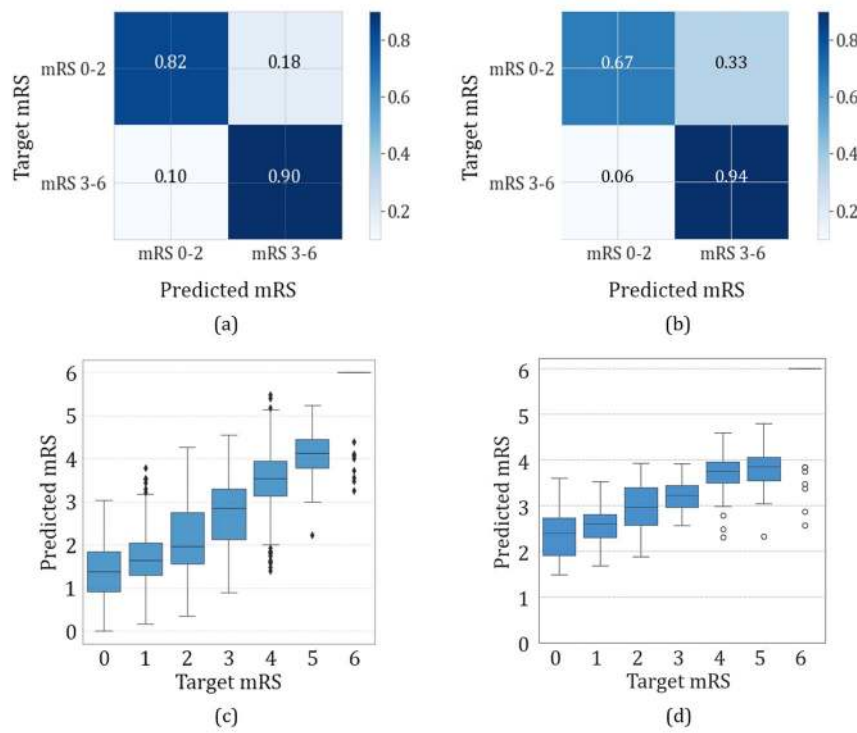 mRS 0-2
mRS 3-6
Target mRS
0.82
0.18
0.10
0.90
mRS 0-2
mRS 3-6
Predicted mRS
0.8
0.6
0.4
0.2
(a)
mRS 0-2
mRS 3-6
Target mRS
0.67
0.33
0.06
0.94
mRS 0-2
mRS 3-6
Predicted mRS
0.8
0.6
0.4
0.2
(b)
Predicted mRS
6
5
4
3
2
1
0
0 1 2 3 4 5 6
Target mRS
(c)
Predicted mRS
6
5
4
3
2
1
0
0 1 2 3 4 5 6
Target mRS
(d)